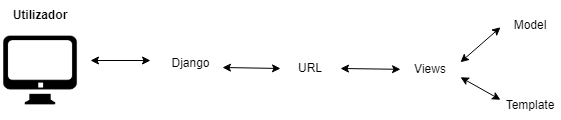 Utilizador
Django
URL
Views
Model
Template